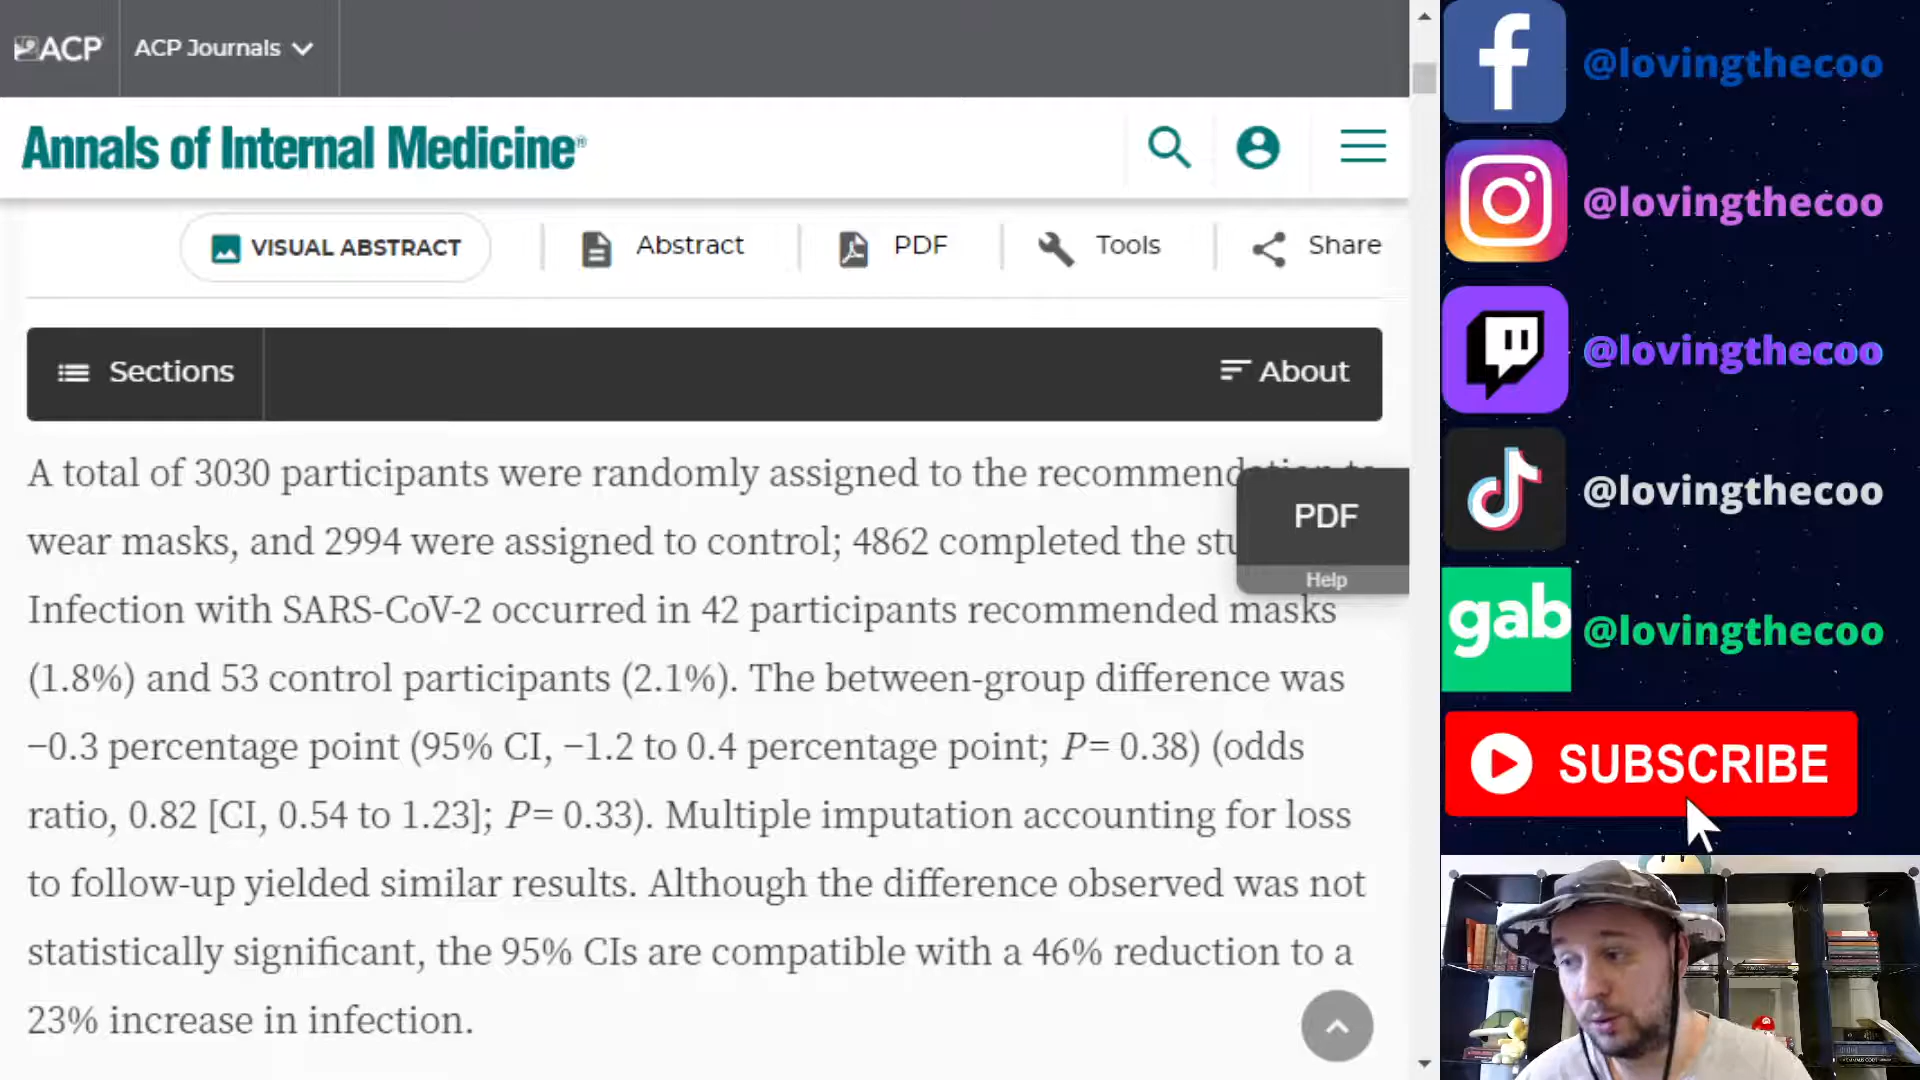 ACP
ACP Journals
Annals of Internal Medicine®
VISUAL ABSTRACT
Abstract
PDF
Tools
Share
Sections
About
A total of 3030 participants were randomly assigned to the
wear masks, and 2994 were assigned to control; 4862 completed the
Infection with SARS-CoV-2 occurred in 42 participants recommended masks
(1.8%) and 53 control participants (2.1%). The between-group difference was
−0.3 percentage point (95% CI, −1.2 to 0.4 percentage point; P= 0.38) (odds
ratio, 0.82 [CI, 0.54 to 1.23]; P= 0.33). Multiple imputation accounting for loss
to follow-up yielded similar results. Although the difference observed was not
statistically significant, the 95% CIs are compatible with a 46% reduction to a
23% increase in infection.
PDF
Help
f
@lovingthecoo
@lovingthecoo
@lovingthecoo
@lovingthecoo
gab
@lovingthecoo
SUBSCRIBE